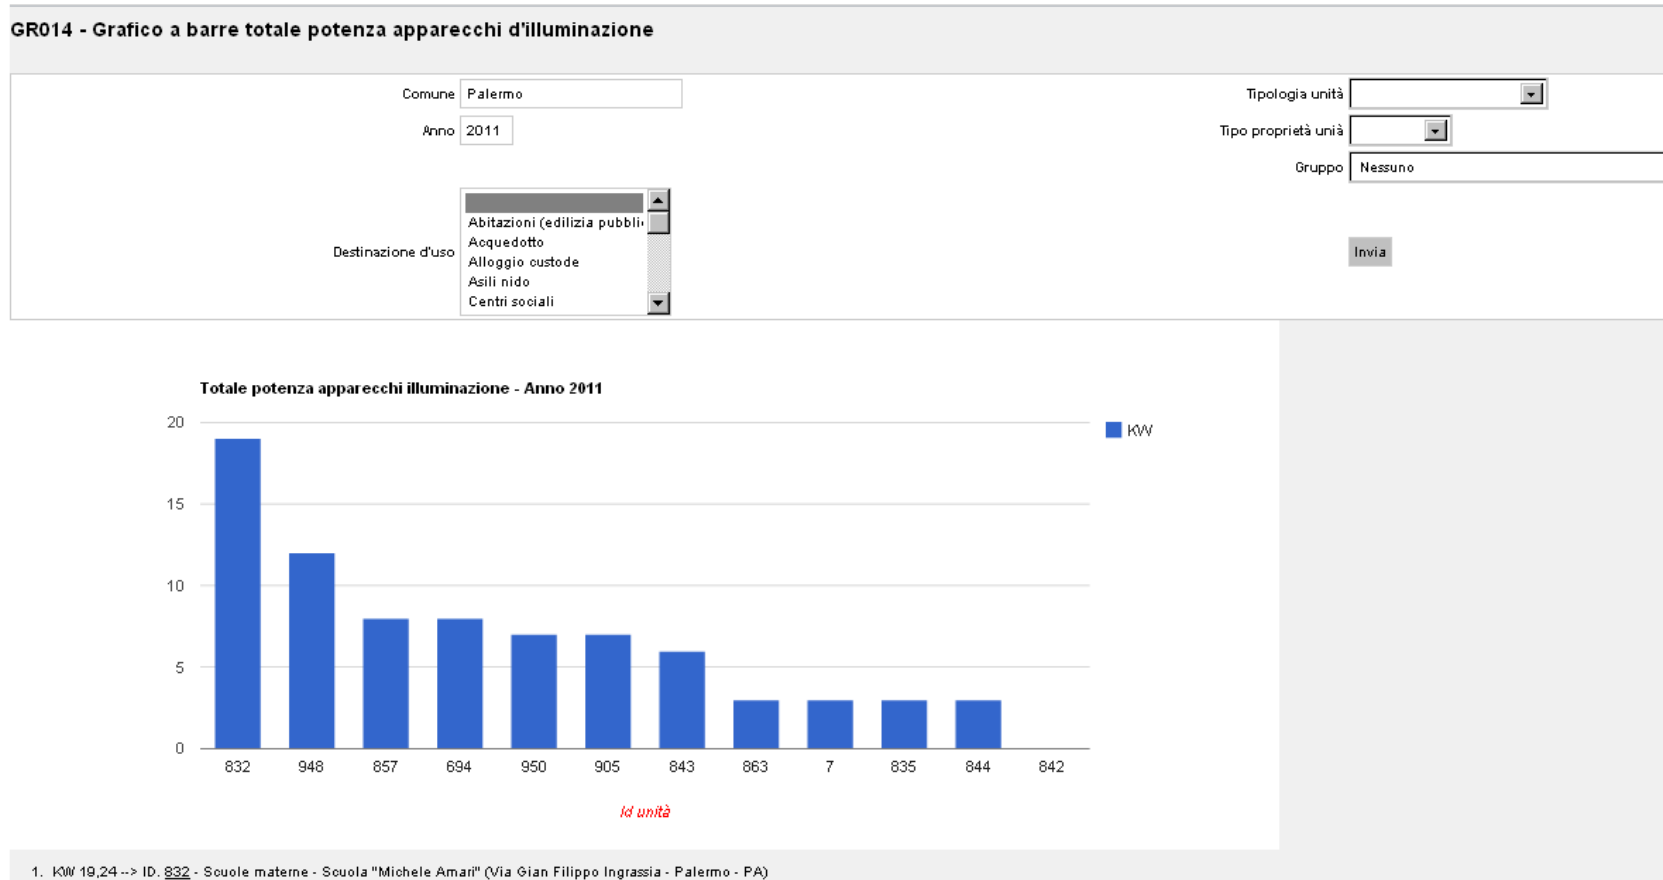 GR014 - Grafico a barre totale potenza apparecchi d'illuminazione
Comune Palermo Tipologia unità
Anno 2011 Tipo proprietà unià
Gruppo Nessuno
Destinazione d'uso
Abitazioni (edilizia pubbli
Acquedotto
Alloggio custode
Asili nido
Centri sociali
Invia
Totale potenza apparecchi illuminazione - Anno 2011
20
15
10
5
0
KW
832 948 857 694 950 905 843 863 7 835 844 842
Id unità
1. KW 19,24 --> ID. 832 - Scuole materne - Scuola "Michele Amari" (Via Gian Filippo Ingrassia - Palermo - PA)